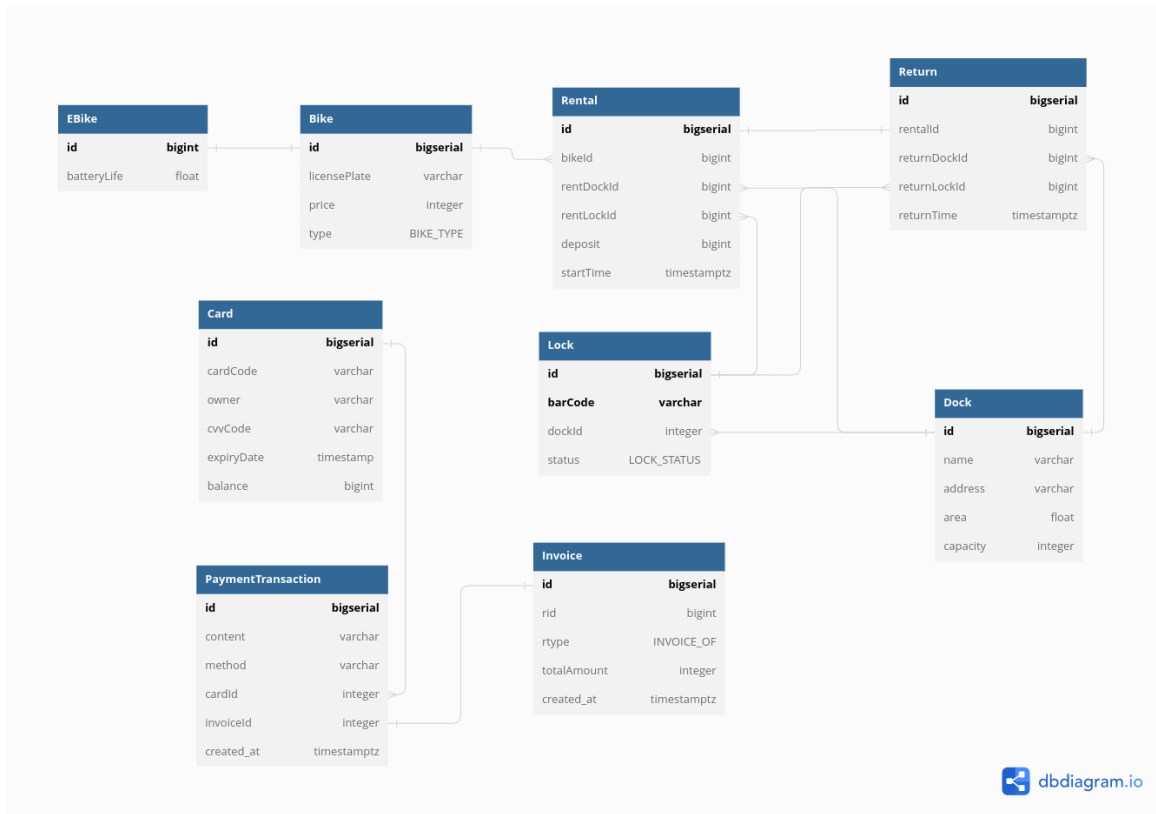 EBike
id bigint
batteryLife float
Bike
id bigserial
licensePlate varchar
price integer
type BIKE_TYPE
Rental
id bigserial
bikeId bigint
rentDockId bigint
rentLockId bigint
deposit bigint
startTime timestamptz
Return
id bigserial
rentalId bigint
returnDockId bigint
returnLockId bigint
returnTime timestamptz
Card
id bigserial
cardCode varchar
owner varchar
cvvCode varchar
expiryDate timestamp
balance bigint
Lock
id bigserial
barCode varchar
dockId integer
status LOCK_STATUS
Dock
id bigserial
name varchar
address varchar
area float
capacity integer
PaymentTransaction
id bigserial
content varchar
method varchar
cardId integer
invoiceId integer
created_at timestamptz
Invoice
id bigserial
rid bigint
rtype INVOICE_OF
totalAmount integer
created_at timestamptz
dbdiagram.io